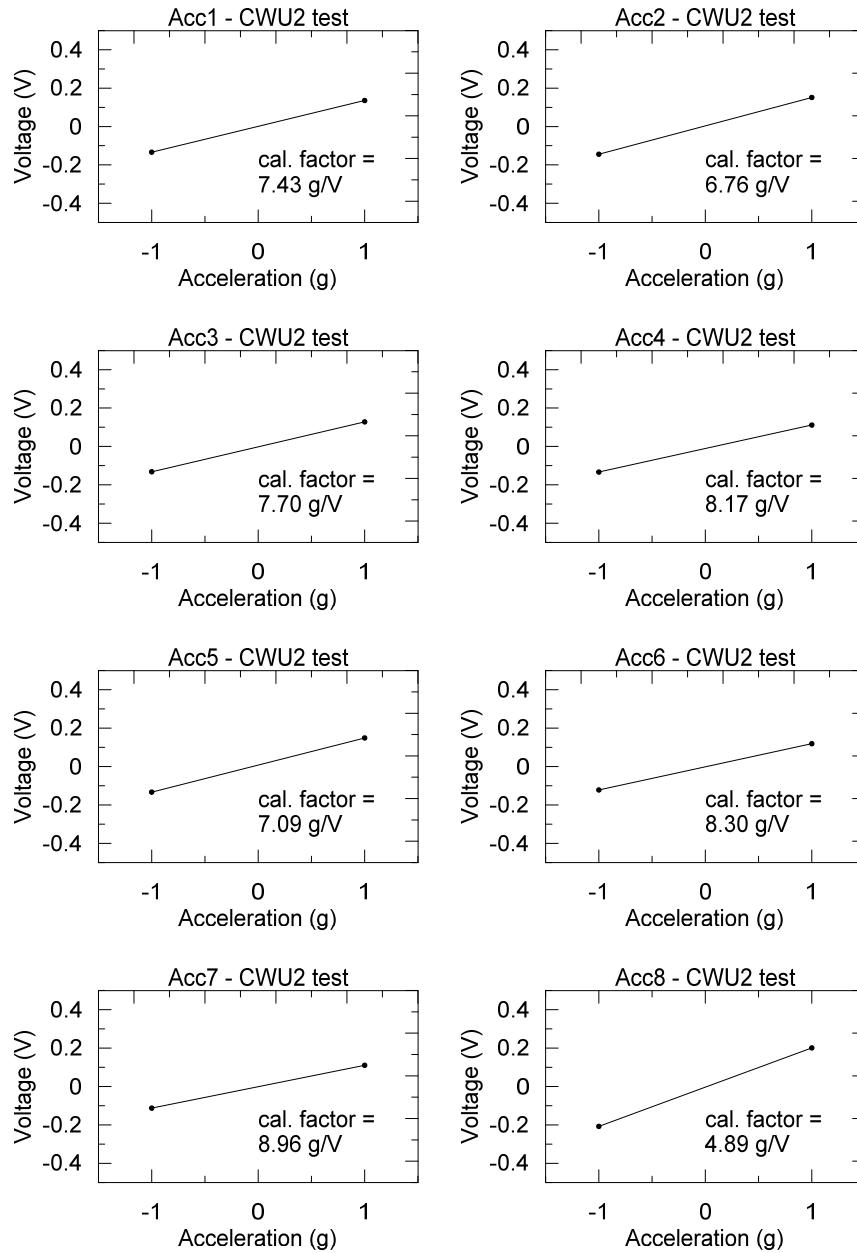 Acc1 - CWU2 test
Voltage (V)
0.4
0.2
0
-0.2
-0.4
cal. factor =
7.43 g/V
-1 0 1
Acceleration (g)
Acc2 - CWU2 test
Voltage (V)
0.4
0.2
0
-0.2
-0.4
cal. factor =
6.76 g/V
-1 0 1
Acceleration (g)
Acc3 - CWU2 test
Voltage (V)
0.4
0.2
0
-0.2
-0.4
cal. factor =
7.70 g/V
-1 0 1
Acceleration (g)
Acc4 - CWU2 test
Voltage (V)
0.4
0.2
0
-0.2
-0.4
cal. factor =
8.17 g/V
-1 0 1
Acceleration (g)
Acc5 - CWU2 test
Voltage (V)
0.4
0.2
0
-0.2
-0.4
cal. factor =
7.09 g/V
-1 0 1
Acceleration (g)
Acc6 - CWU2 test
Voltage (V)
0.4
0.2
0
-0.2
-0.4
cal. factor =
8.30 g/V
-1 0 1
Acceleration (g)
Acc7 - CWU2 test
Voltage (V)
0.4
0.2
0
-0.2
-0.4
cal. factor =
8.96 g/V
-1 0 1
Acceleration (g)
Acc8 - CWU2 test
Voltage (V)
0.4
0.2
0
-0.2
-0.4
cal. factor =
4.89 g/V
-1 0 1
Acceleration (g)